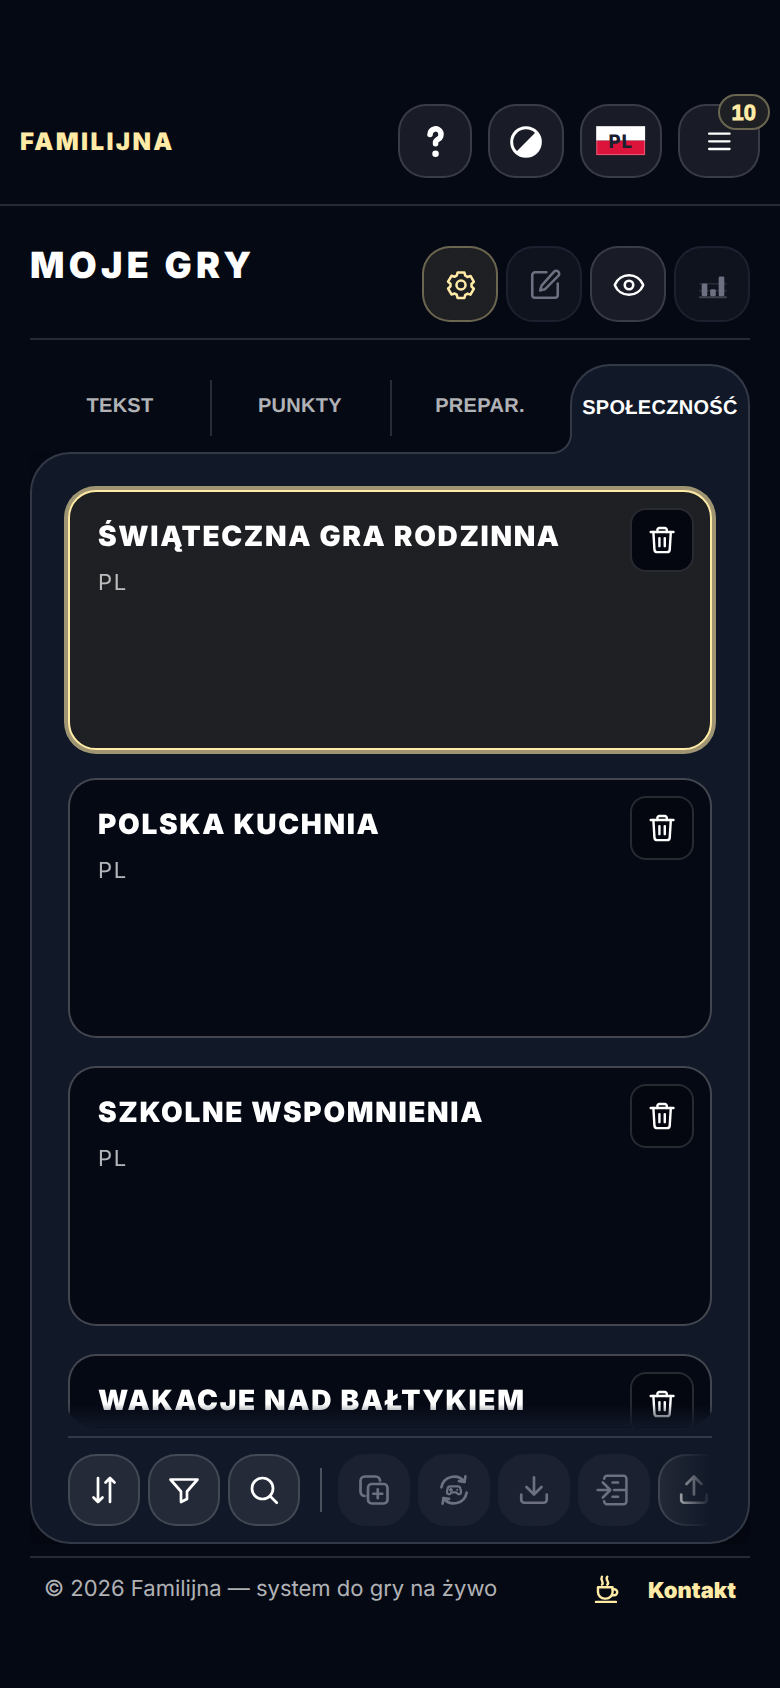 FAMILIJNA
PL
10
MOJE GRY
TEKST
PUNKTY
PREPAR.
SPOŁECZNOŚĆ
ŚWIĄTECZNA GRA RODZINNA
PL
POLSKA KUCHNIA
PL
SZKOLNE WSPOMNIENIA
PL
WAKACJE NAD BAŁTYKIEM
© 2026 Familijna — system do gry na żywo
Kontakt